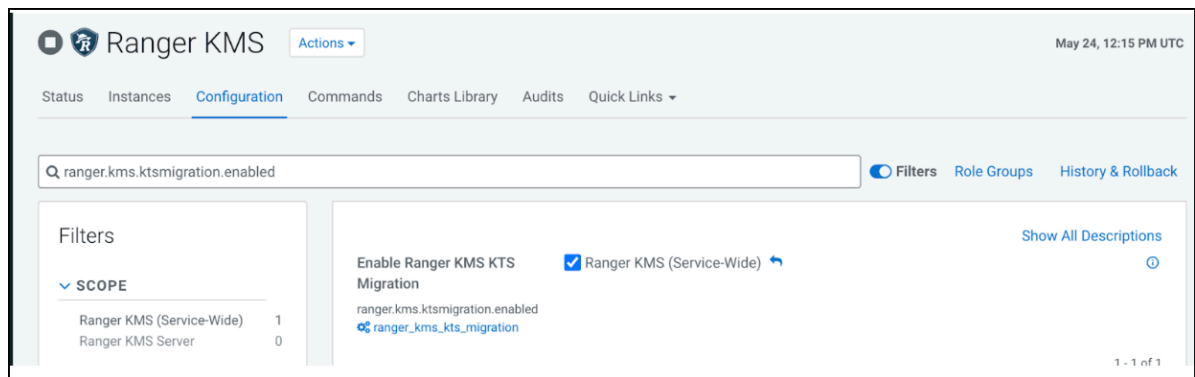 Ranger KMS Actions May 24, 12:15 PM UTC
Status Instances Configuration Commands Charts Library Audits Quick Links
ranger.kms.ktsmigration.enabled Filters Role Groups History & Rollback
Filters
Show All Descriptions
Enable Ranger KMS KTS Migration
Ranger KMS (Service-Wide)
SCOPE
ranger.kms.ktsmigration.enabled
ranger_kms_kts_migration
Ranger KMS (Service-Wide) 1
Ranger KMS Server 0
1 - 1 of 1